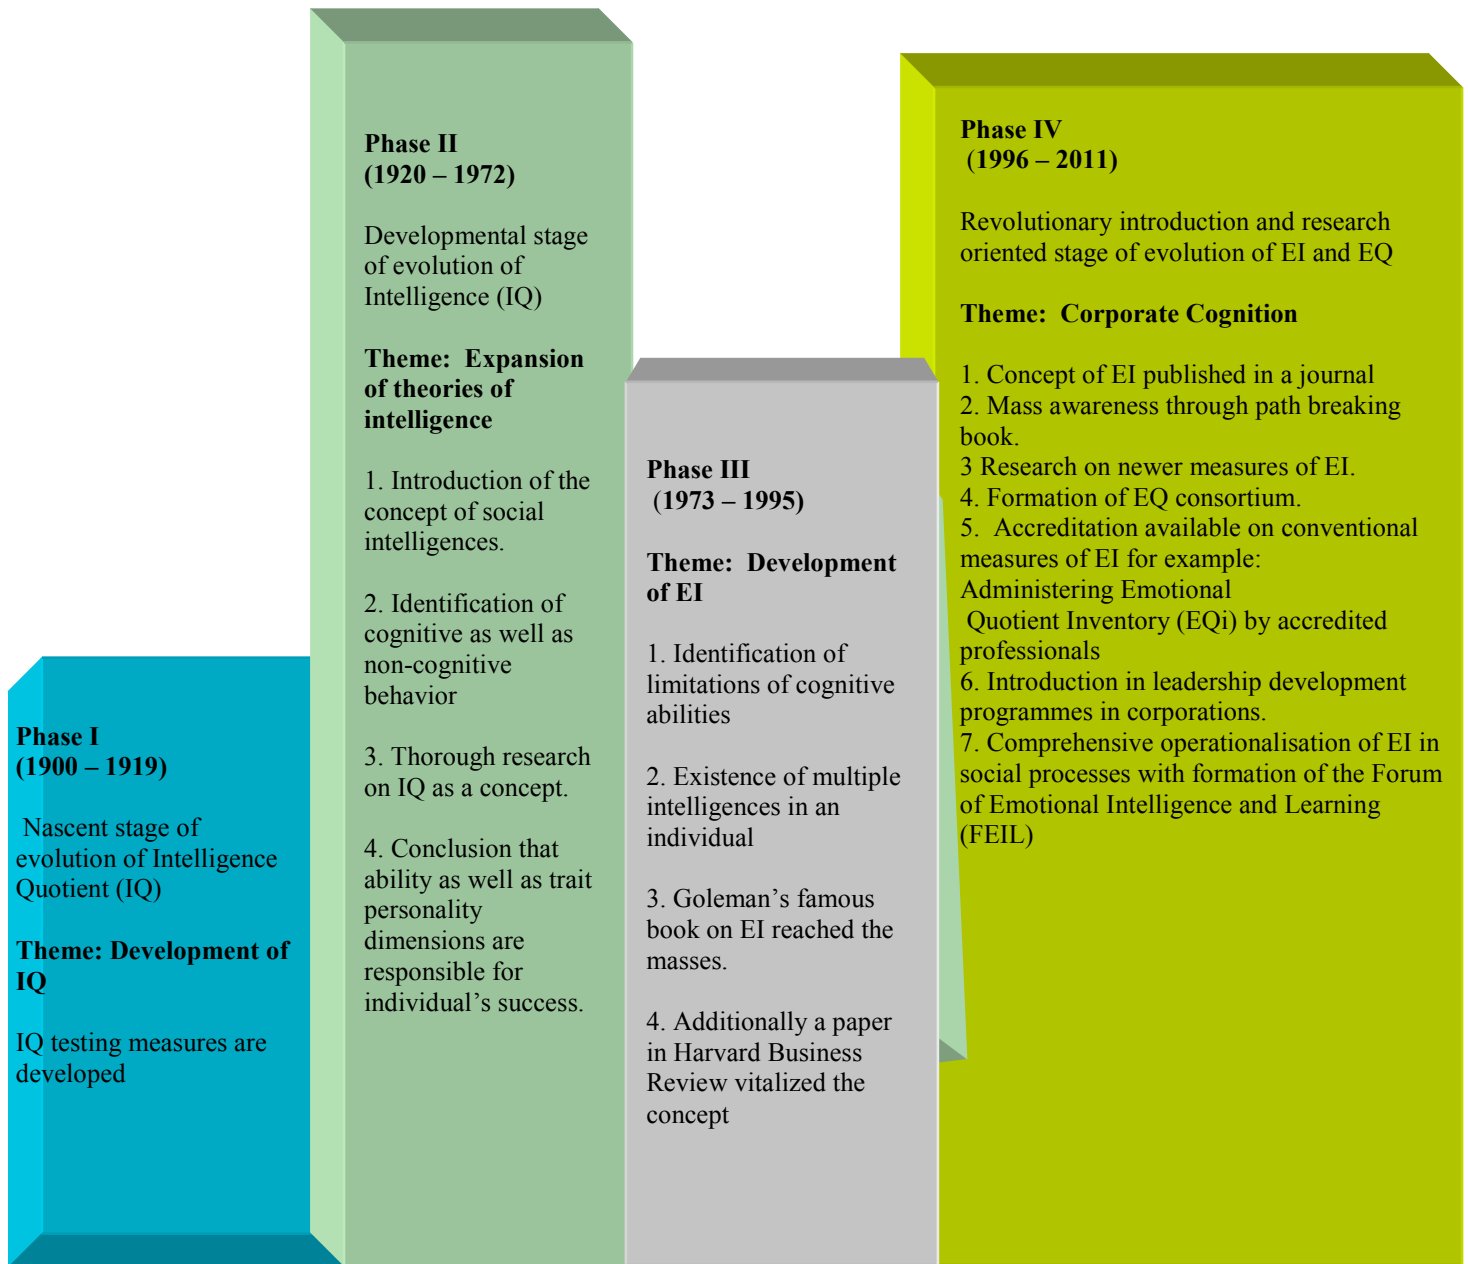 Phase I
(1900 – 1919)
Nascent stage of
evolution of Intelligence
Quotient (IQ)
Theme: Development of
IQ
IQ testing measures are
developed
Phase II
(1920 – 1972)
Developmental stage
of evolution of
Intelligence (IQ)
Theme:  Expansion
of theories of
intelligence
1. Introduction of the
concept of social
intelligences.
2. Identification of
cognitive as well as
non-cognitive
behavior
3. Thorough research
on IQ as a concept.
4. Conclusion that
ability as well as trait
personality
dimensions are
responsible for
individual’s success.
Phase III
(1973 – 1995)
Theme:  Development
of EI
1. Identification of
limitations of cognitive
abilities
2. Existence of multiple
intelligences in an
individual
3. Goleman’s famous
book on EI reached the
masses.
4. Additionally a paper
in Harvard Business
Review vitalized the
concept
Phase IV
(1996 – 2011)
Revolutionary introduction and research
oriented stage of evolution of EI and EQ
Theme:  Corporate Cognition
1. Concept of EI published in a journal
2. Mass awareness through path breaking
book.
3 Research on newer measures of EI.
4. Formation of EQ consortium.
5.  Accreditation available on conventional
measures of EI for example:
Administering Emotional
Quotient Inventory (EQi) by accredited
professionals
6. Introduction in leadership development
programmes in corporations.
7. Comprehensive operationalisation of EI in
social processes with formation of the Forum
of Emotional Intelligence and Learning
(FEIL)